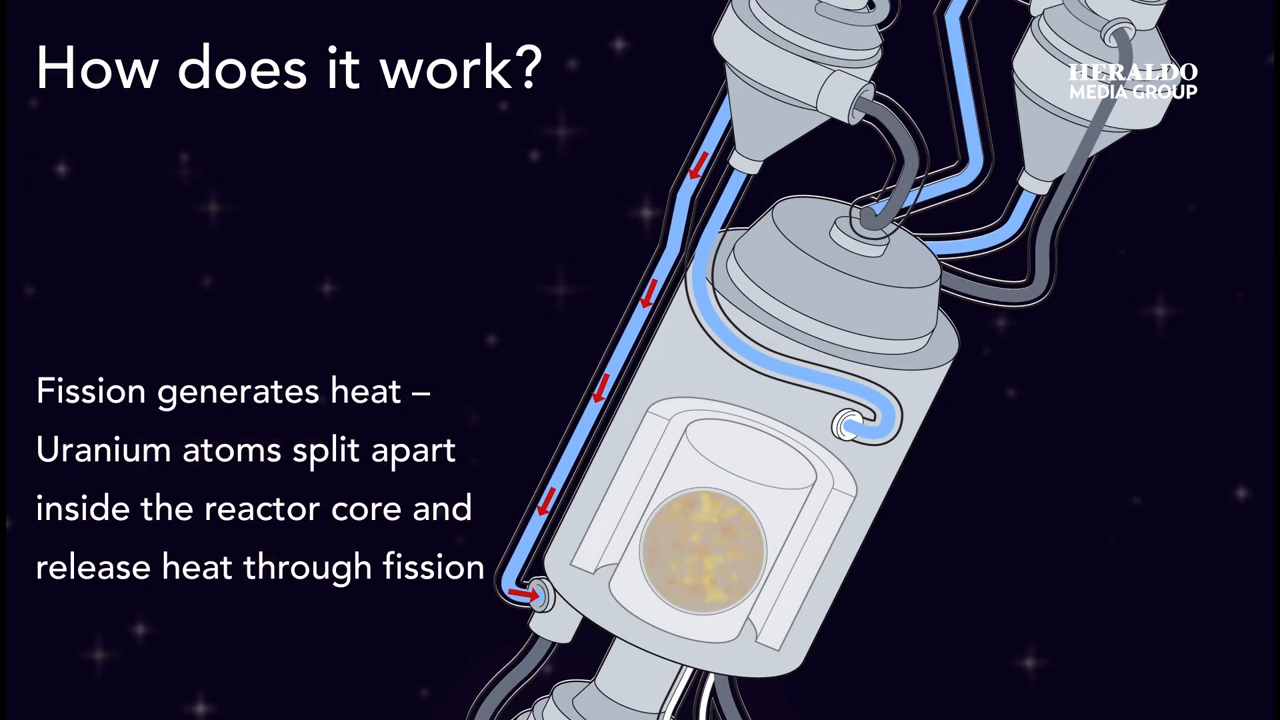 How does it work?
HERALDO
MEDIA GROUP
Fission generates heat –
Uranium atoms split apart
inside the reactor core and
release heat through fission